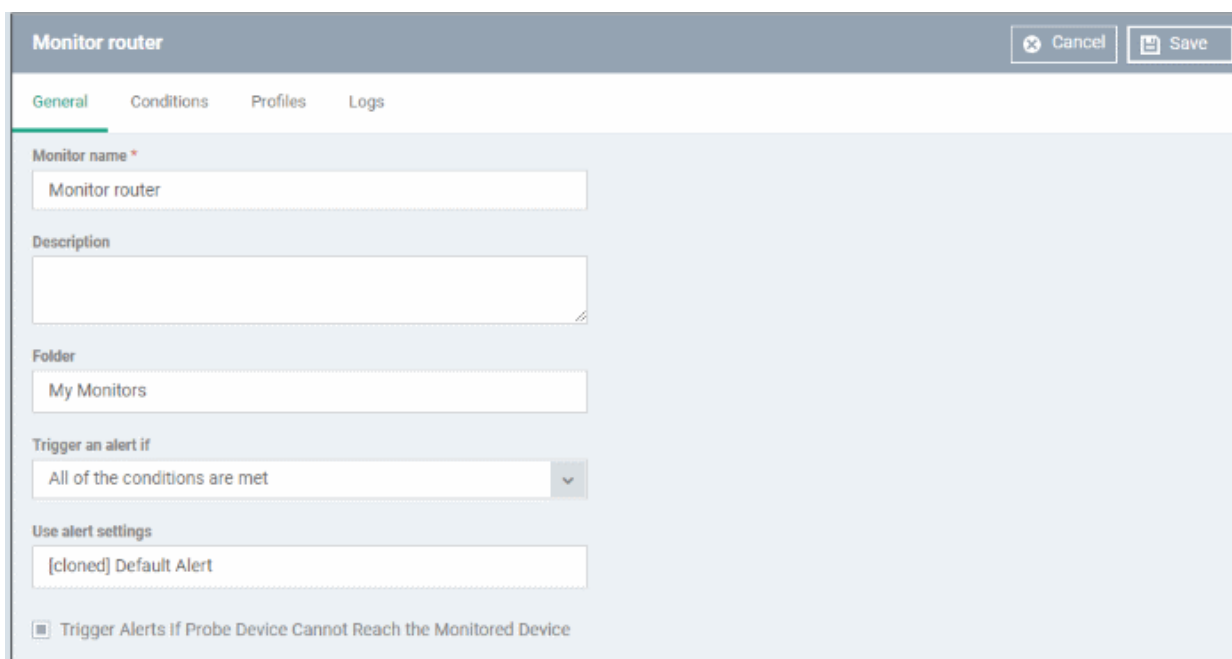 Monitor router
Cancel
Save
General Conditions Profiles Logs
Monitor name *
Monitor router
Description
Folder
My Monitors
Trigger an alert if
All of the conditions are met
Use alert settings
[cloned] Default Alert
Trigger Alerts If Probe Device Cannot Reach the Monitored Device